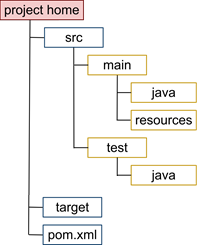 project home
src
main
java
resources
test
java
target
pom.xml